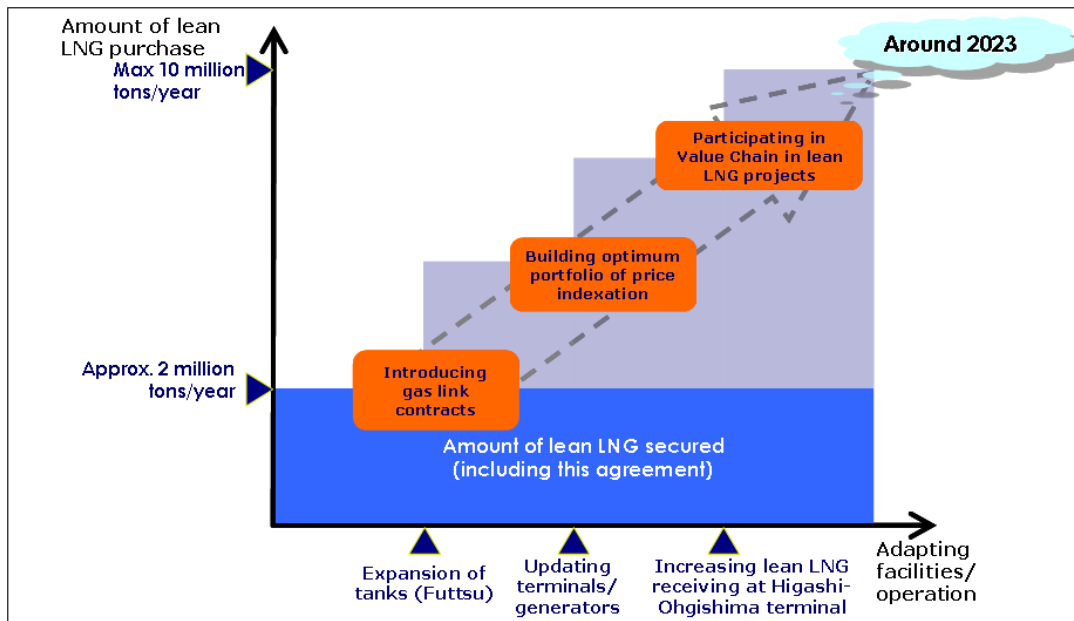 Amount of lean
LNG purchase
Max 10 million
tons/year
Around 2023
Participating in
Value Chain in lean
LNG projects
Building optimum
portfolio of price
indexation
Approx. 2 million
tons/year
Introducing
gas link
contracts
Amount of lean LNG secured
(including this agreement)
Expansion of
tanks (Futtsu)
Updating
terminals/
generators
Increasing lean LNG
receiving at Higashi-
Ohgishima terminal
Adapting
facilities/
operation